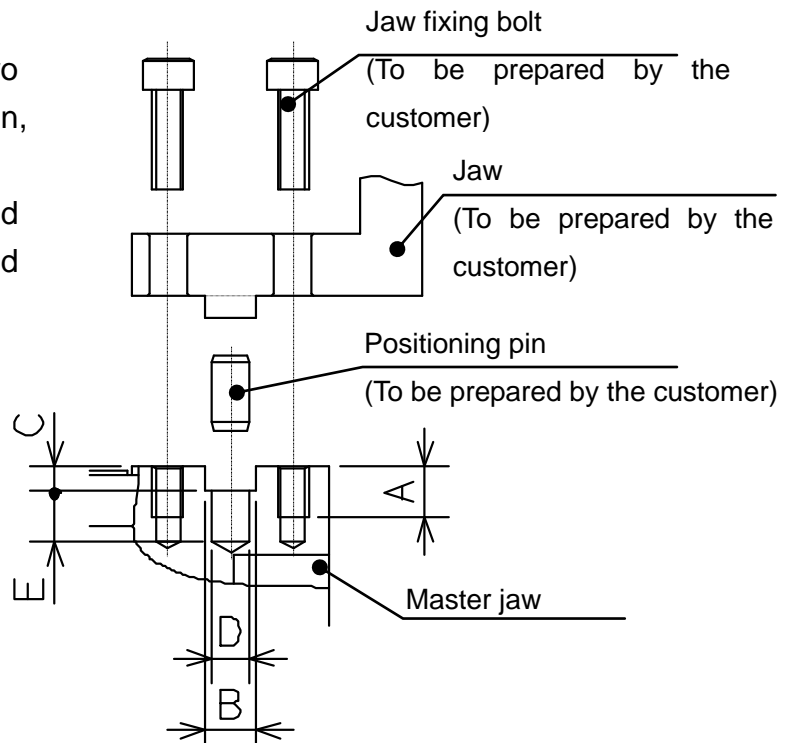 Jaw fixing bolt
(To be prepared by the
customer)
Jaw
(To be prepared by the
customer)
Positioning pin
(To be prepared by the customer)
C
A
E
Master jaw
D
B